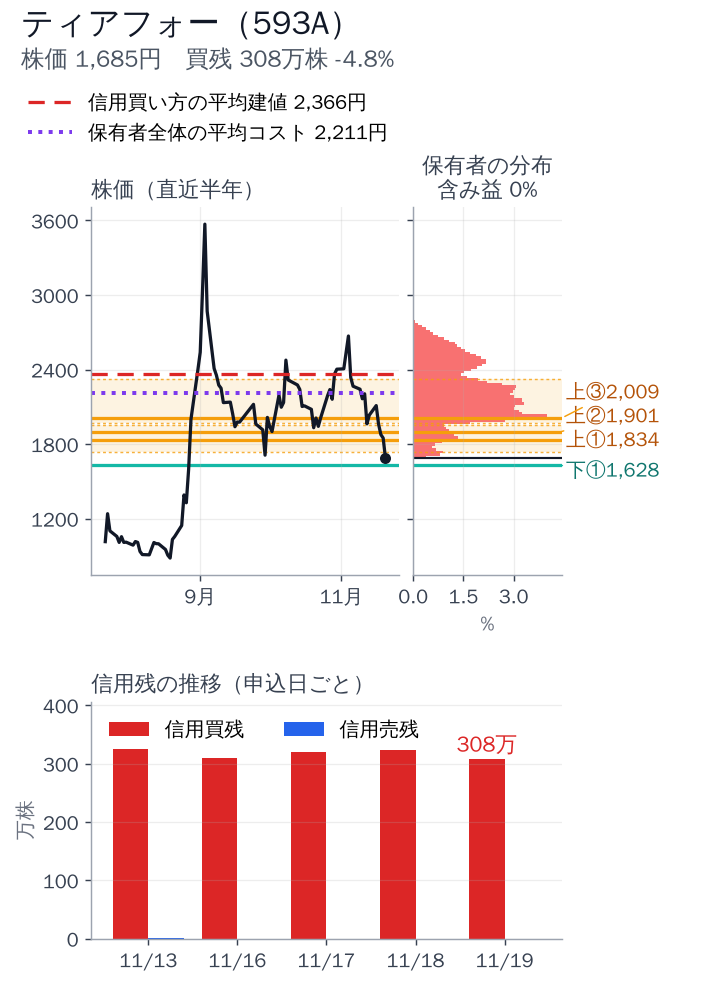 ティアフォー（593A）
株価 1,685円　買残 308万株 -4.8%
信用買い方の平均建値 2,366円
保有者全体の平均コスト 2,211円
株価（直近半年）
保有者の分布
含み益 0%
3600
3000
2400
1800
1200
上③2,009
上②1,901
上①1,834
下①1,628
9月
11月
0.0
1.5
3.0
%
信用残の推移（申込日ごと）
400
300
200
100
0
万株
信用買残
信用売残
308万
11/13
11/16
11/17
11/18
11/19